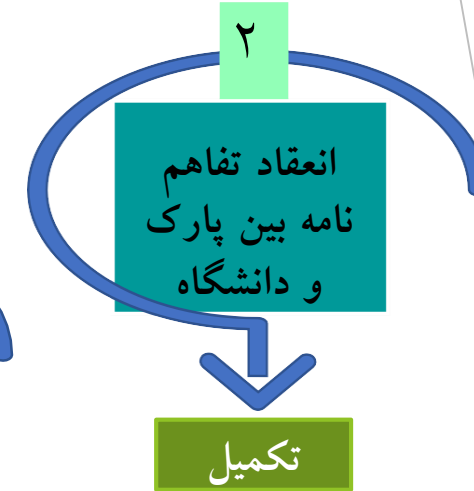 ۲
انعقاد تفاهم
نامه بین پارک
و دانشگاه
تکمیل